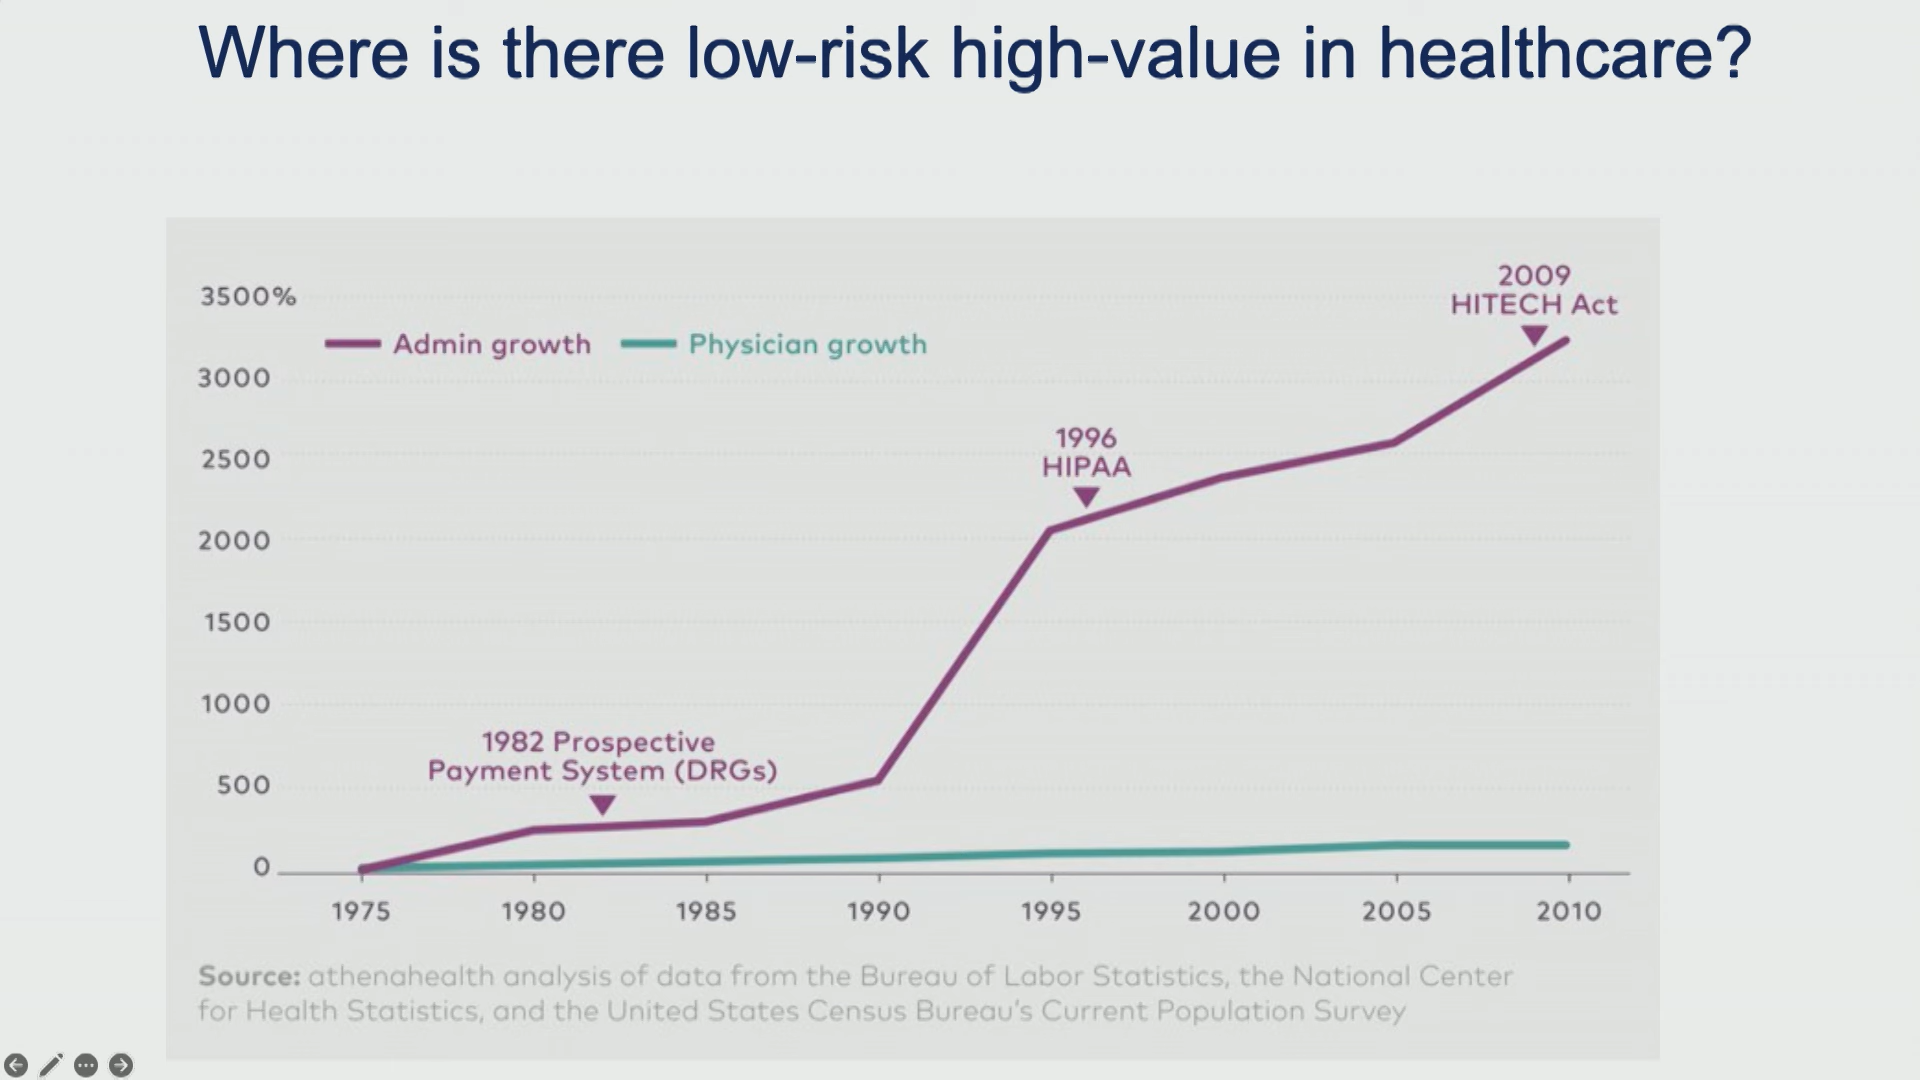 Where is there low-risk high-value in healthcare?
3500%
3000
2500
2000
1500
1000
500
0
Admin growth
Physician growth
1982 Prospective
Payment System (DRGs)
1996
HIPAA
2009
HITECH Act
1975
1980
1985
1990
1995
2000
2005
2010
Source: athenahealth analysis of data from the Bureau of Labor Statistics, the National Center
for Health Statistics, and the United States Census Bureau's Current Population Survey